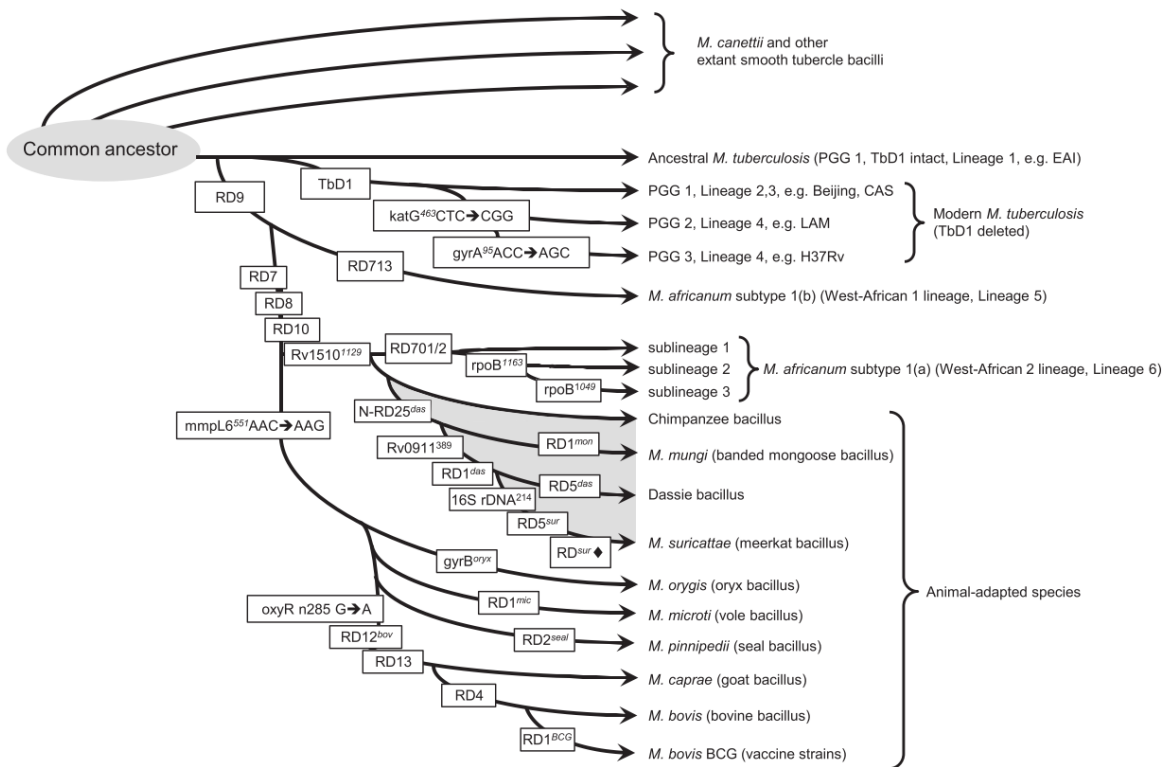 M. canettii and other
extant smooth tubercle bacilli
Common ancestor
Ancestral M. tuberculosis (PGG 1, TbD1 intact, Lineage 1, e.g. EAI)
TbD1
RD9
PGG 1, Lineage 2,3, e.g. Beijing, CAS
katG463CTC➔CGG
PGG 2, Lineage 4, e.g. LAM
Modern M. tuberculosis
(TbD1 deleted)
gyrA95ACC➔AGC
PGG 3, Lineage 4, e.g. H37Rv
RD713
RD7
M. africanum subtype 1(b) (West-African 1 lineage, Lineage 5)
RD8
RD10
Rv15101129
RD701/2
sublineage 1
rpoB1163
sublineage 2
M. africanum subtype 1(a) (West-African 2 lineage, Lineage 6)
rpoB1049
sublineage 3
N-RD25das
Chimpanzee bacillus
mmpL6551AAC➔AAG
Rv0911389
RD1mon
M. mungi (banded mongoose bacillus)
RD1das
RD5das
Dassie bacillus
16S rDNA214
RD5sur
RDsur ♦
M. suricattae (meerkat bacillus)
gyrBoryx
M. orygis (oryx bacillus)
Animal-adapted species
RD1mic
M. microti (vole bacillus)
oxyR n285 G➔A
RD12bov
RD2seal
M. pinnipedii (seal bacillus)
RD13
M. caprae (goat bacillus)
RD4
M. bovis (bovine bacillus)
RD1BCG
M. bovis BCG (vaccine strains)